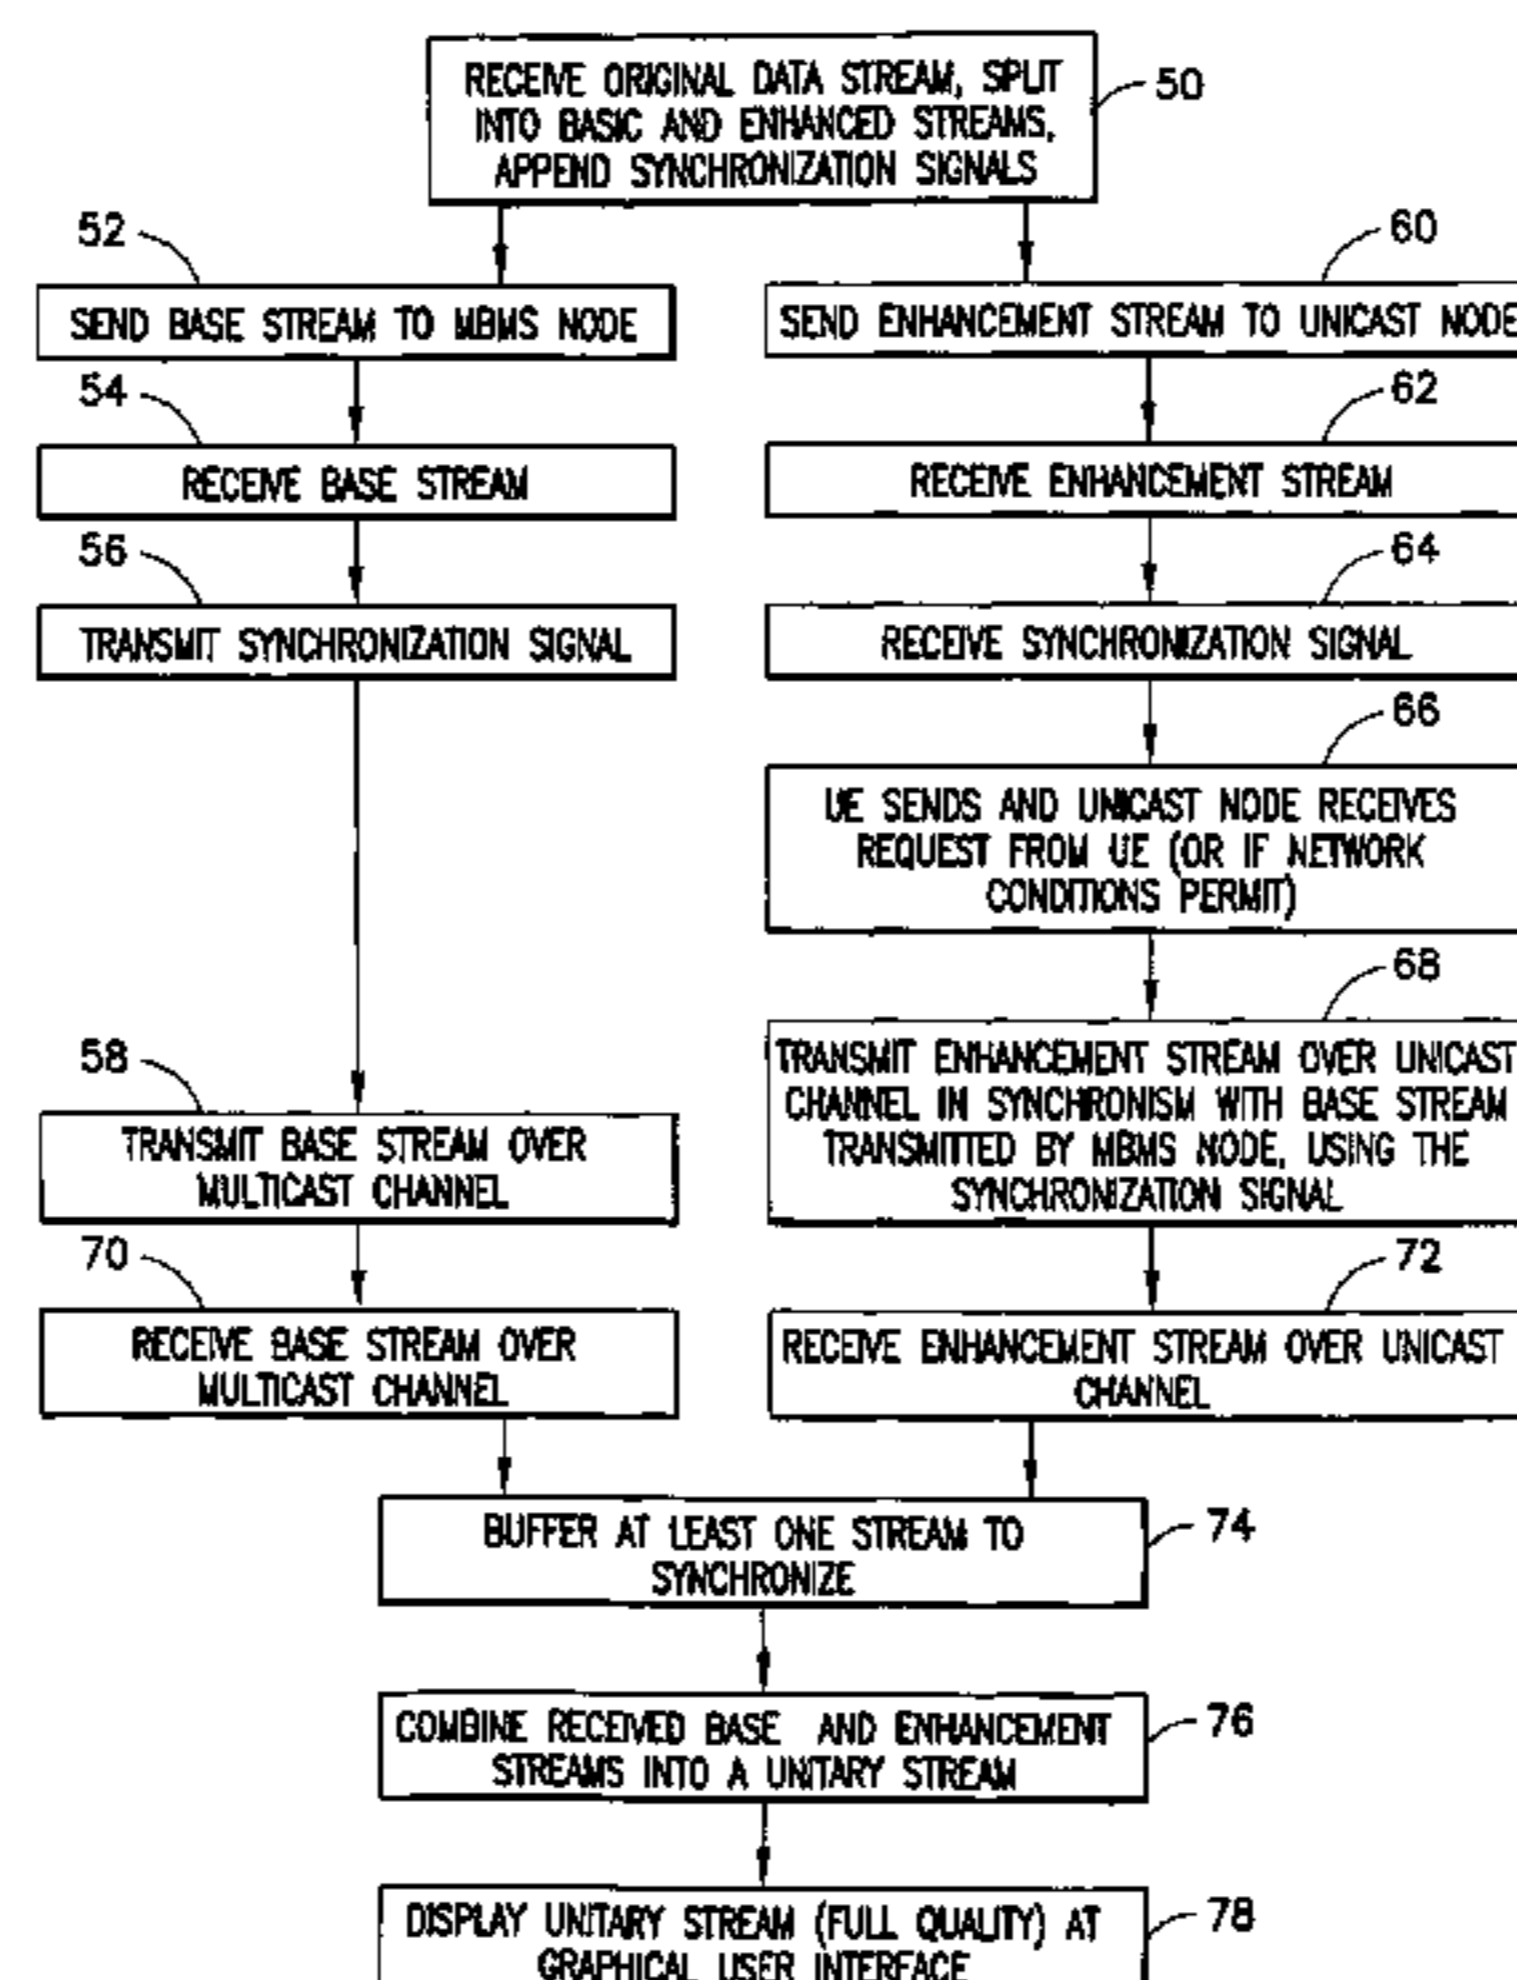 RECEIVE ORIGINAL DATA STREAM, SPLIT
INTO BASIC AND ENHANCED STREAMS,
APPEND SYNCHRONIZATION SIGNALS
50
52
SEND BASE STREAM TO MBMS NODE
60
SEND ENHANCEMENT STREAM TO UNICAST NODE
54
RECEIVE BASE STREAM
62
RECEIVE ENHANCEMENT STREAM
56
TRANSMIT SYNCHRONIZATION SIGNAL
64
RECEIVE SYNCHRONIZATION SIGNAL
66
UE SENDS AND UNICAST NODE RECEIVES
REQUEST FROM UE (OR IF NETWORK
CONDITIONS PERMIT)
58
TRANSMIT BASE STREAM OVER
MULTICAST CHANNEL
68
TRANSMIT ENHANCEMENT STREAM OVER UNICAST
CHANNEL IN SYNCHRONISM WITH BASE STREAM
TRANSMITTED BY MBMS NODE, USING THE
SYNCHRONIZATION SIGNAL
70
RECEIVE BASE STREAM OVER
MULTICAST CHANNEL
72
RECEIVE ENHANCEMENT STREAM OVER UNICAST
CHANNEL
BUFFER AT LEAST ONE STREAM TO
SYNCHRONIZE
74
COMBINE RECEIVED BASE AND ENHANCEMENT
STREAMS INTO A UNITARY STREAM
76
DISPLAY UNITARY STREAM (FULL QUALITY) AT
GRAPHICAL USER INTERFACE
78